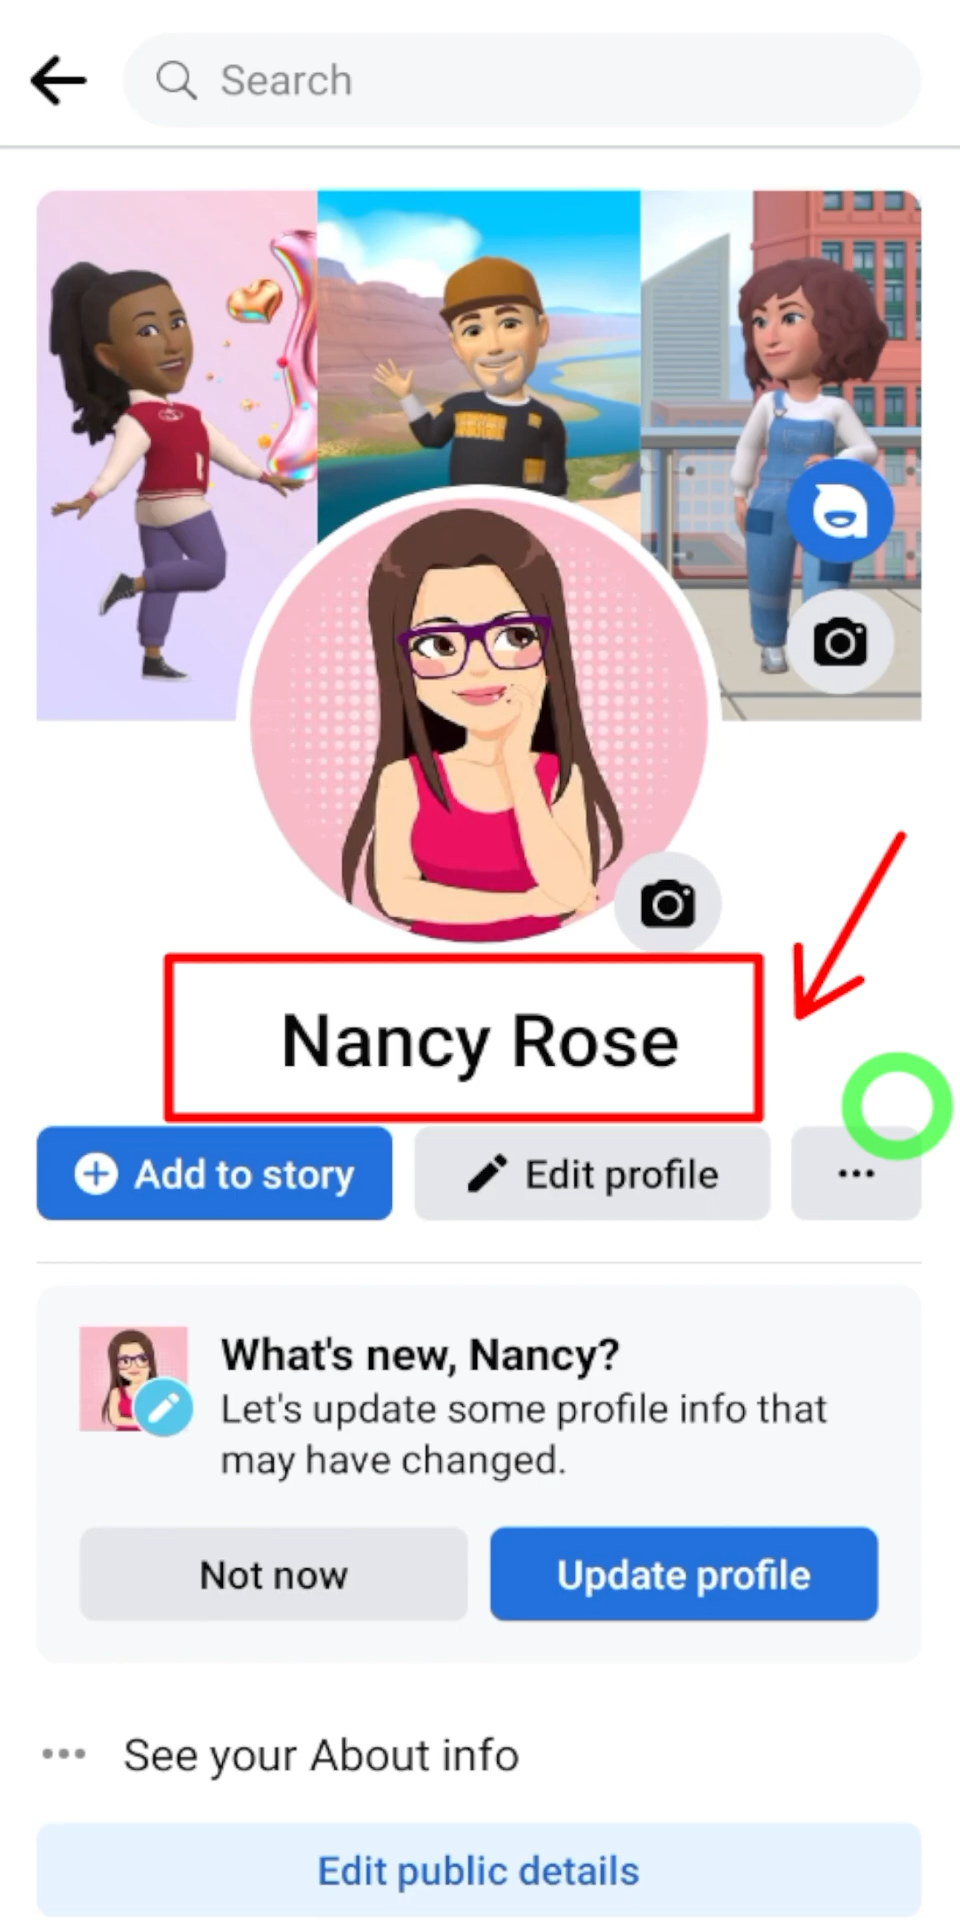 Search
Nancy Rose
Add to story
Edit profile
What's new, Nancy?
Let's update some profile info that
may have changed.
Not now
Update profile
See your About info
Edit public details